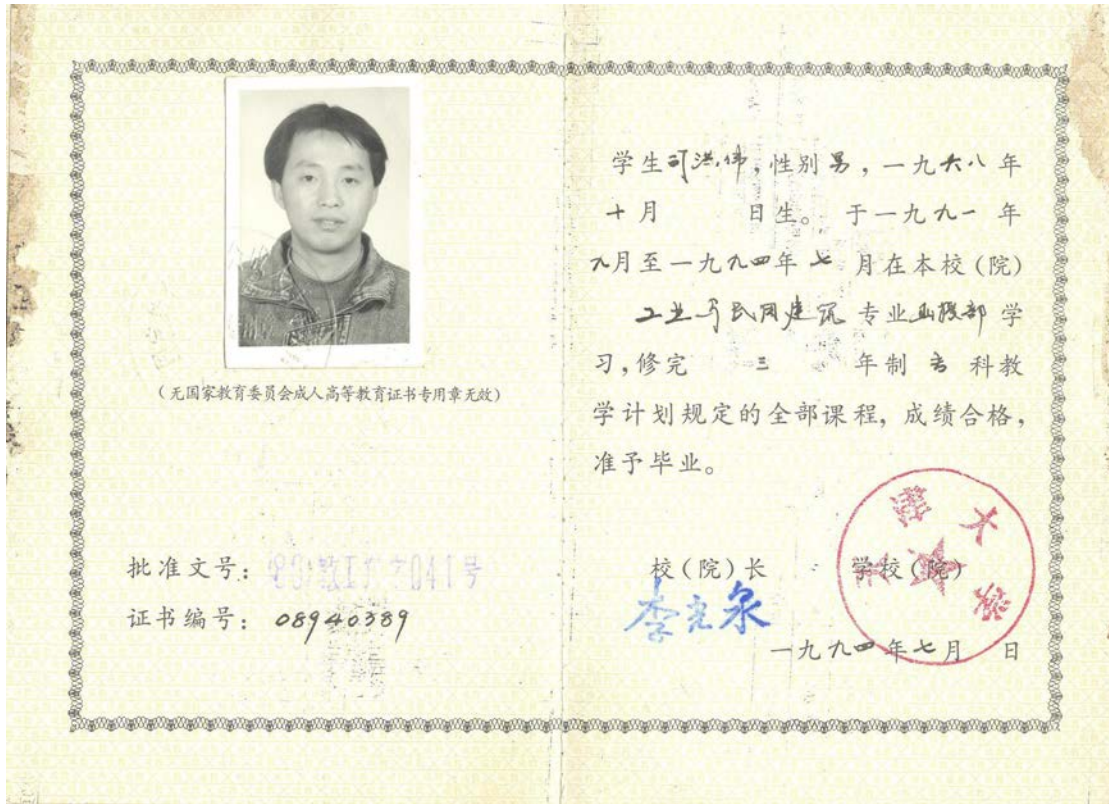 (无国家教育委员会成人高等教育证书专用章无效)
批准文号:
证书编号: 08940389
学生司洪伟,性别男,一九六八年
十月 日生。于一九九一年
九月至一九九四年七月在本校(院)
工业与民用建筑专业函授部学
习,修完 三 年制 专 科教
学计划规定的全部课程,成绩合格,
准予毕业。
校(院)长 学校(院)
李光泉
一九九四年七月 日